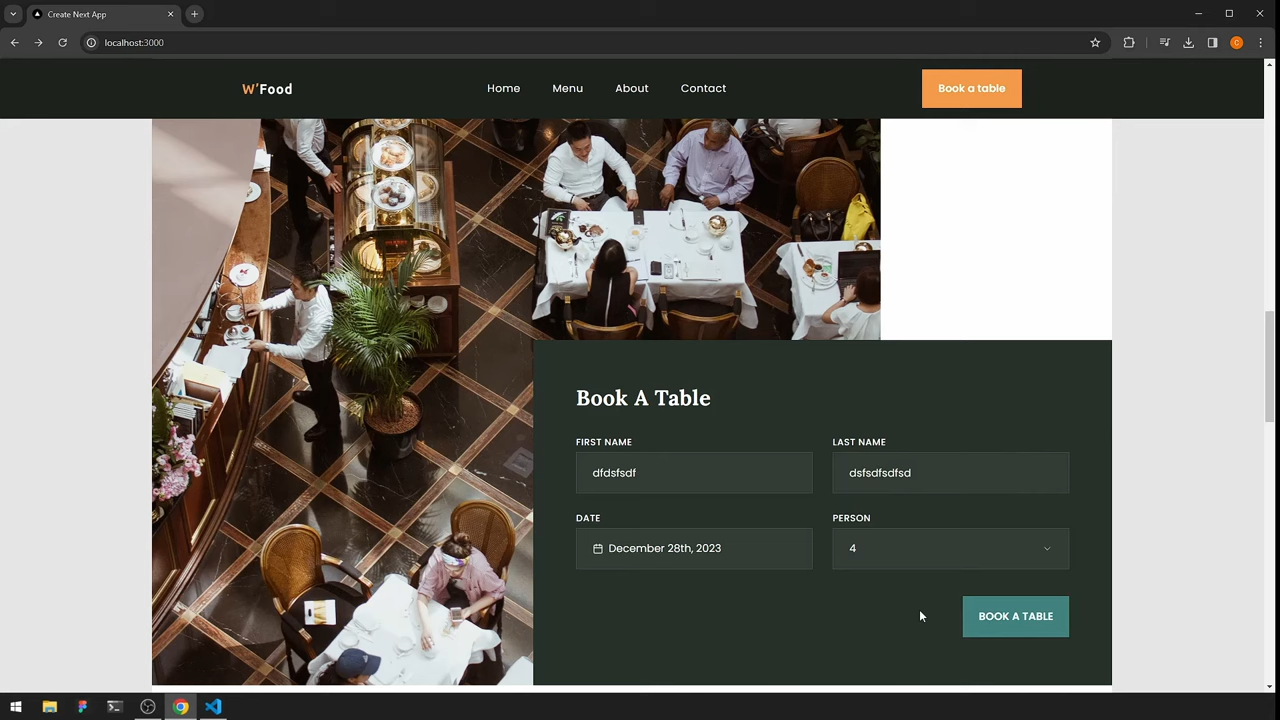 Create Next App
localhost:3000
C
W'Food
Home
Menu
About
Contact
Book a table
Book A Table
FIRST NAME
LAST NAME
dfdsfsdf
dsfsdfsdfsd
DATE
PERSON
December 28th, 2023
4
BOOK A TABLE